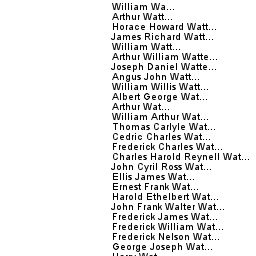 William Wa...
Arthur Watt...
Horace Howard Watt...
James Richard Watt...
William Watt...
Arthur William Watte...
Joseph Daniel Watte...
Angus John Watt...
William Willis Watt...
Albert George Wat...
Arthur Wat...
William Arthur Wat...
Thomas Carlyle Wat...
Cedric Charles Wat...
Frederick Charles Wat...
Charles Harold Reynell Wat...
John Cyril Ross Wat...
Ellis James Wat...
Ernest Frank Wat...
Harold Ethelbert Wat...
John Frank Walter Wat...
Frederick James Wat...
Frederick William Wat...
Frederick Nelson Wat...
George Joseph Wat...